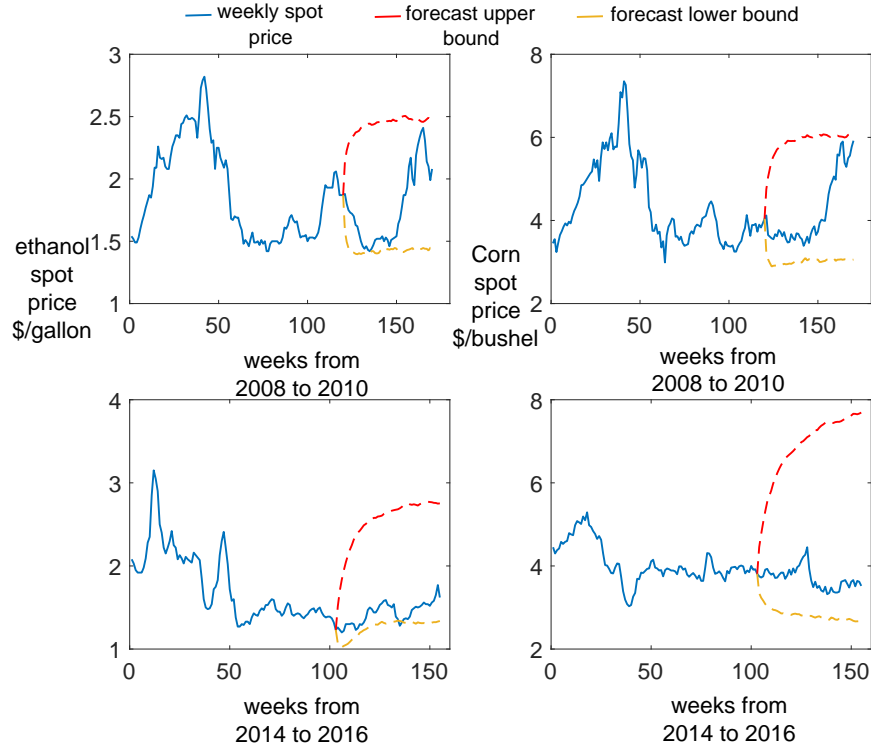 weekly spot
price
forecast upper
bound
forecast lower bound
3
2.5
2
1.5
1
0
50
100
150
ethanol
spot
price
$/gallon
weeks from
2008 to 2010
8
6
4
2
0
50
100
150
Corn
spot
price
$/bushel
weeks from
2008 to 2010
4
3
2
1
0
50
100
150
weeks from
2014 to 2016
8
6
4
2
0
50
100
150
weeks from
2014 to 2016